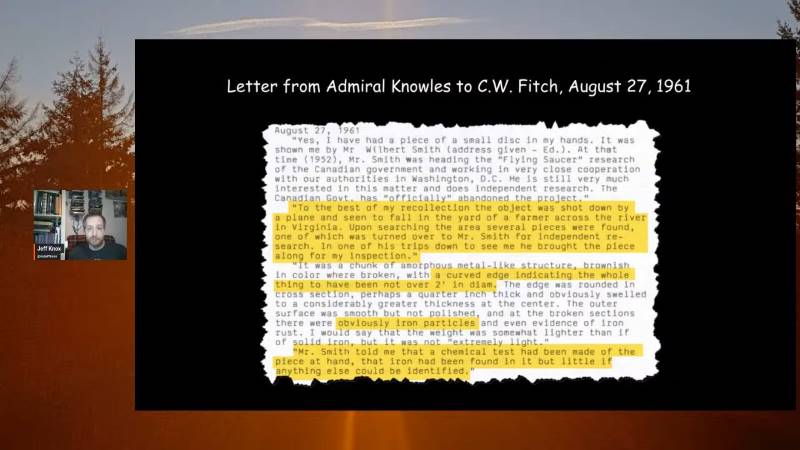 Letter from Admiral Knowles to C.W. Fitch, August 27, 1961
August 27, 1961
"Yes, I have had a piece of a small disc in my hands. It was
shown me by Mr Wilbert Smith (address given - Ed.). At that
time (1952), Mr. Smith was heading the "Flying Saucer" research
of the Canadian government and working in very close cooperation
with our authorities in Washington, D.C. He is still very much
interested in this matter and does independent research. The
Canadian Govt. has "officially" abandoned the project."
"To the best of my recollection the object was shot down by
a plane and seen to fall in the yard of a farmer across the river
in Virginia. Upon searching the area several pieces were found,
one of which was turned over to Mr. Smith for independent re-
search. In one of his trips down to see me he brought the piece
along for my inspection."
"It was a chunk of amorphous metal-like structure, brownish
in color where broken, with a curved edge indicating the whole
thing to have been not over 2' in diam. The edge was rounded in
cross section, perhaps a quarter inch thick and obviously swelled
to a considerably greater thickness at the center. The outer
surface was smooth but not polished, and at the broken sections
there were obviously iron particles and even evidence of iron
rust. I would say that the weight was somewhat lighter than if
of solid iron, but it was not "extremely light."
"Mr. Smith told me that a chemical test had been made of the
piece at hand, that iron had been found in it but little if
anything else could be identified."
Jeff Knox